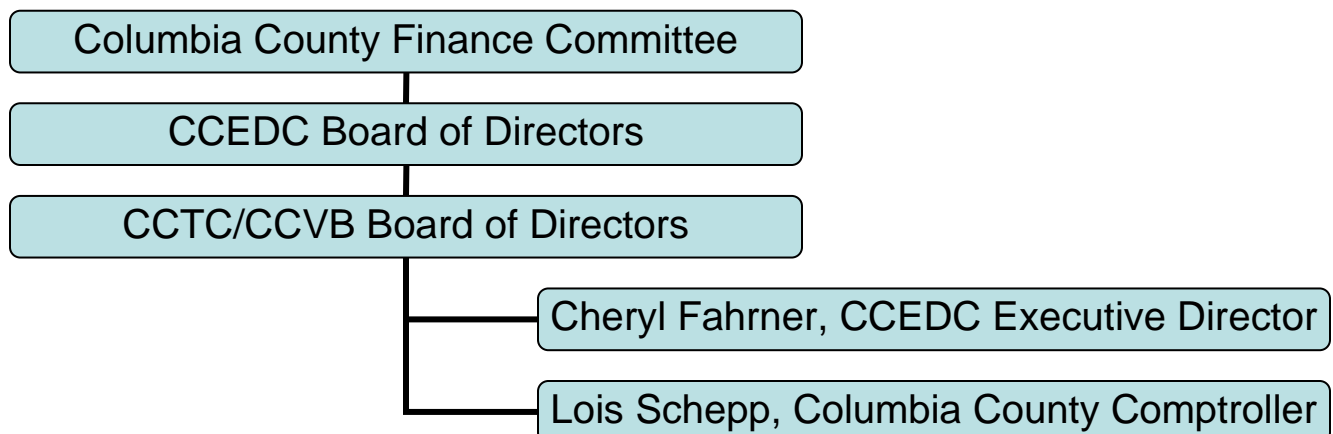 Columbia County Finance Committee
CCEDC Board of Directors
CCTC/CCVB Board of Directors
Cheryl Fahrner, CCEDC Executive Director
Lois Schepp, Columbia County Comptroller